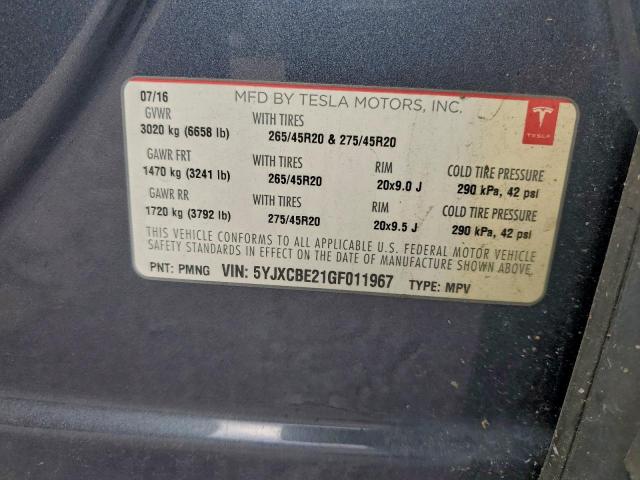 07/16 MFD BY TESLA MOTORS, INC.
GVWR WITH TIRES
3020 kg (6658 lb) 265/45R20 & 275/45R20
GAWR FRT WITH TIRES RIM COLD TIRE PRESSURE
1470 kg (3241 lb) 265/45R20 20x9.0 J 290 kPa, 42 psi
GAWR RR WITH TIRES RIM COLD TIRE PRESSURE
1720 kg (3792 lb) 275/45R20 20x9.5 J 290 kPa, 42 psi
THIS VEHICLE CONFORMS TO ALL APPLICABLE U.S. FEDERAL MOTOR VEHICLE
SAFETY STANDARDS IN EFFECT ON THE DATE OF MANUFACTURE SHOWN ABOVE.
PNT: PMNG VIN: 5YJXCBE21GF011967 TYPE: MPV
TESLA